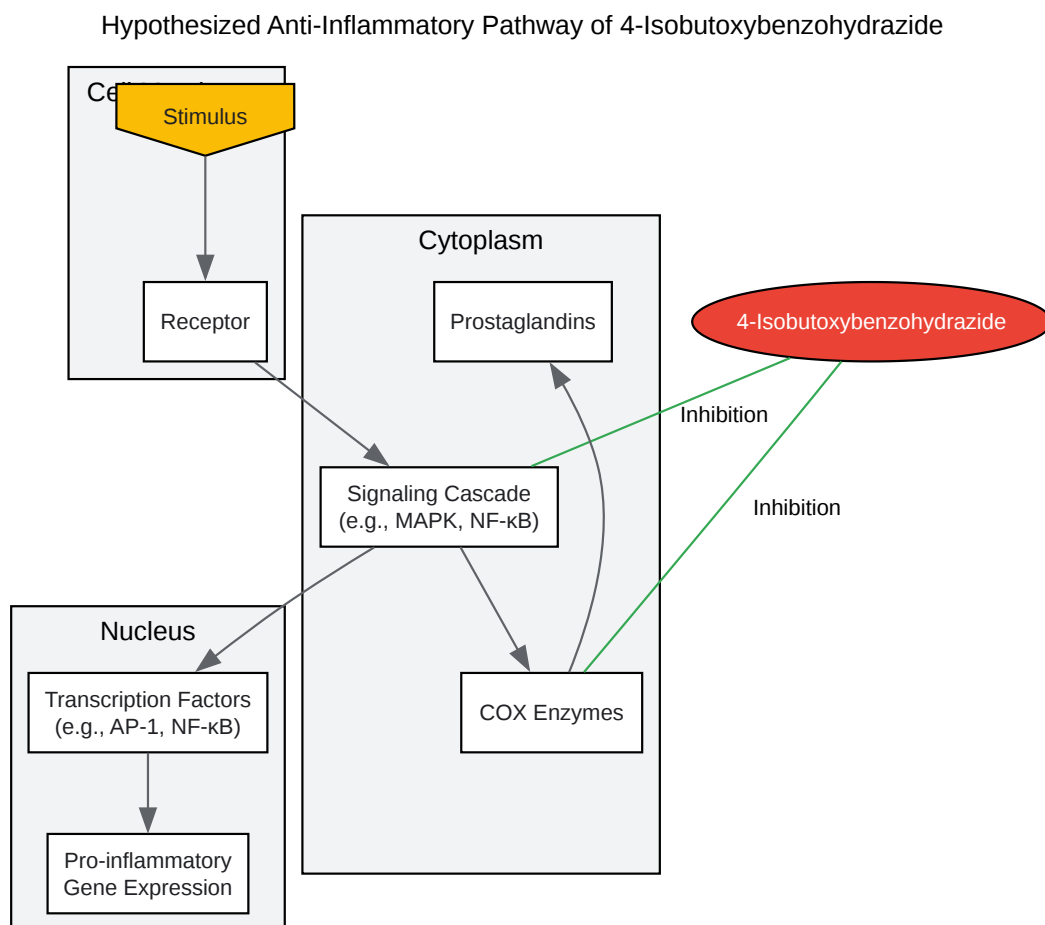 Hypothesized Anti-Inflammatory Pathway of 4-Isobutoxybenzohydrazide
Stimulus
Cytoplasm
Receptor
Prostaglandins
4-Isobutoxybenzohydrazide
Inhibition
Signaling Cascade
(e.g., MAPK, NF-κB)
Inhibition
Nucleus
Transcription Factors
(e.g., AP-1, NF-κB)
COX Enzymes
Pro-inflammatory
Gene Expression